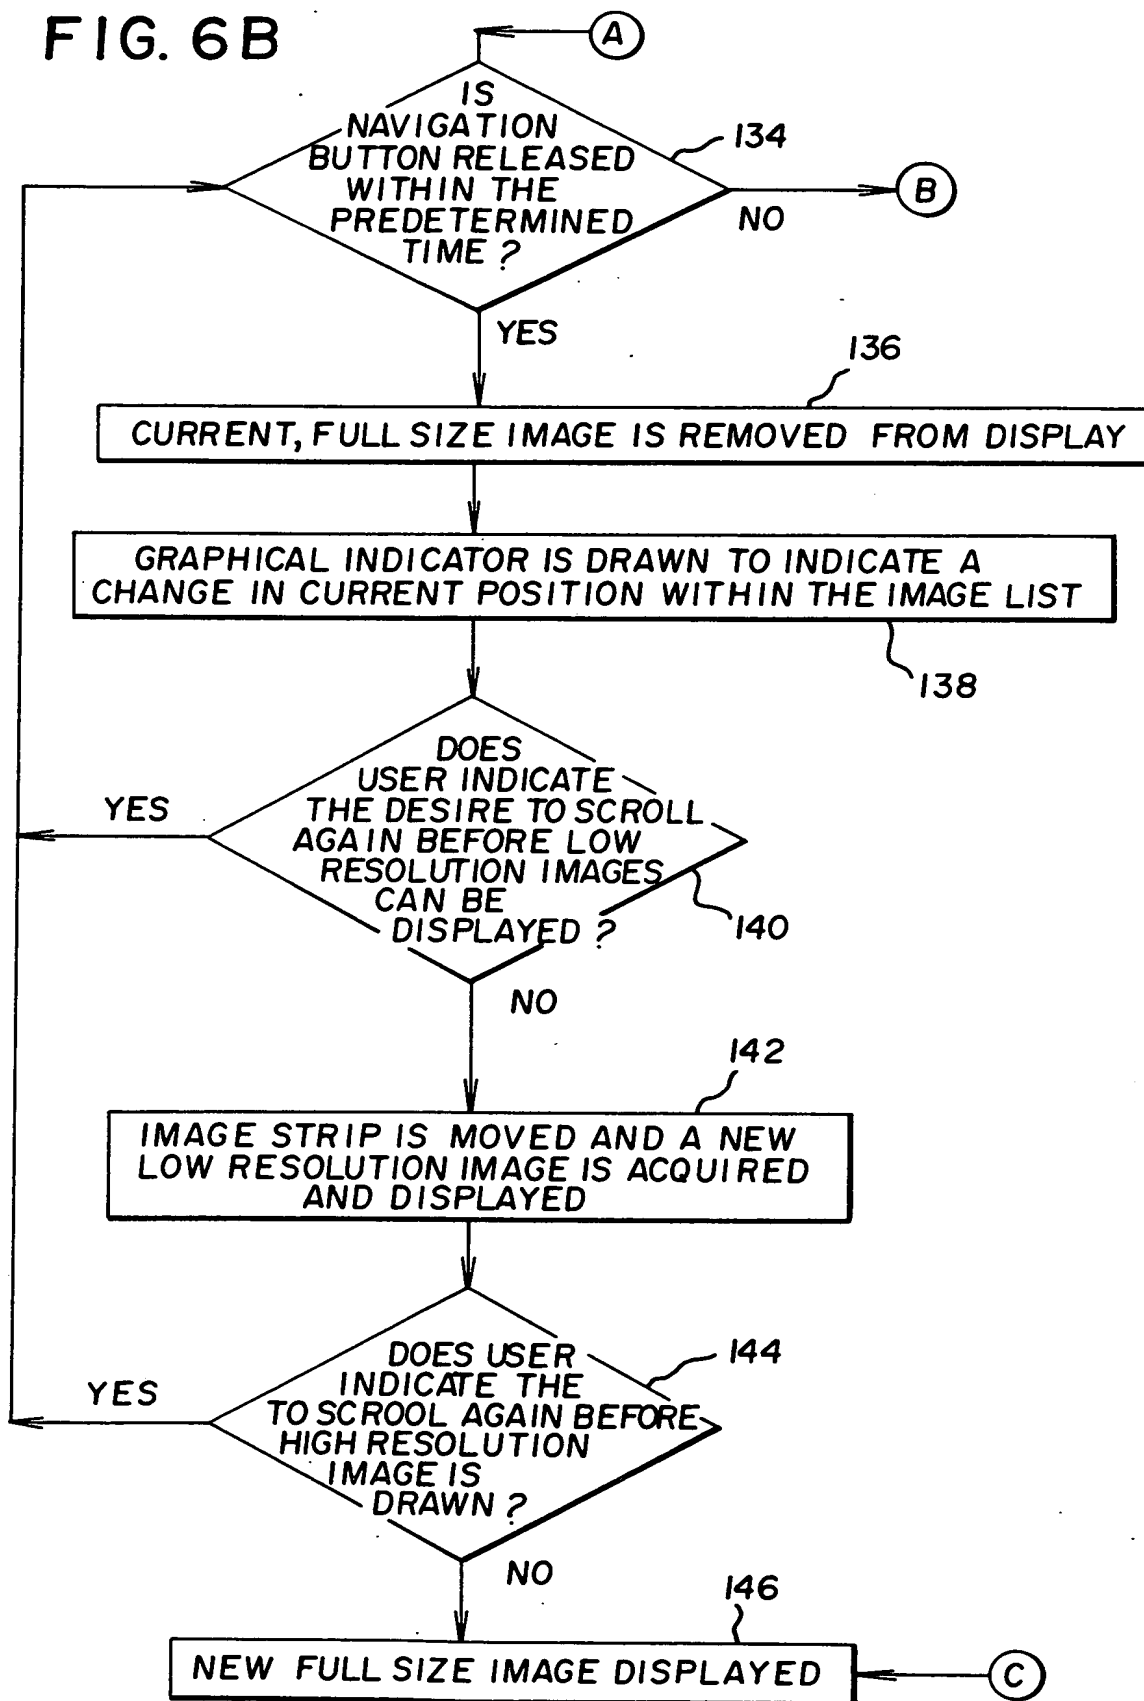 FIG. 6B
A
IS
NAVIGATION
BUTTON RELEASED
WITHIN THE
PREDETERMINED
TIME ?
134
B
NO
YES
136
CURRENT, FULL SIZE IMAGE IS REMOVED FROM DISPLAY
GRAPHICAL INDICATOR IS DRAWN TO INDICATE A
CHANGE IN CURRENT POSITION WITHIN THE IMAGE LIST
138
DOES
USER INDICATE
THE DESIRE TO SCROLL
AGAIN BEFORE LOW
RESOLUTION IMAGES
CAN BE
DISPLAYED ?
YES
140
NO
142
IMAGE STRIP IS MOVED AND A NEW
LOW RESOLUTION IMAGE IS ACQUIRED
AND DISPLAYED
DOES USER
INDICATE THE
TO SCROOL AGAIN BEFORE
HIGH RESOLUTION
IMAGE IS
DRAWN ?
144
YES
NO
146
NEW FULL SIZE IMAGE DISPLAYED
C